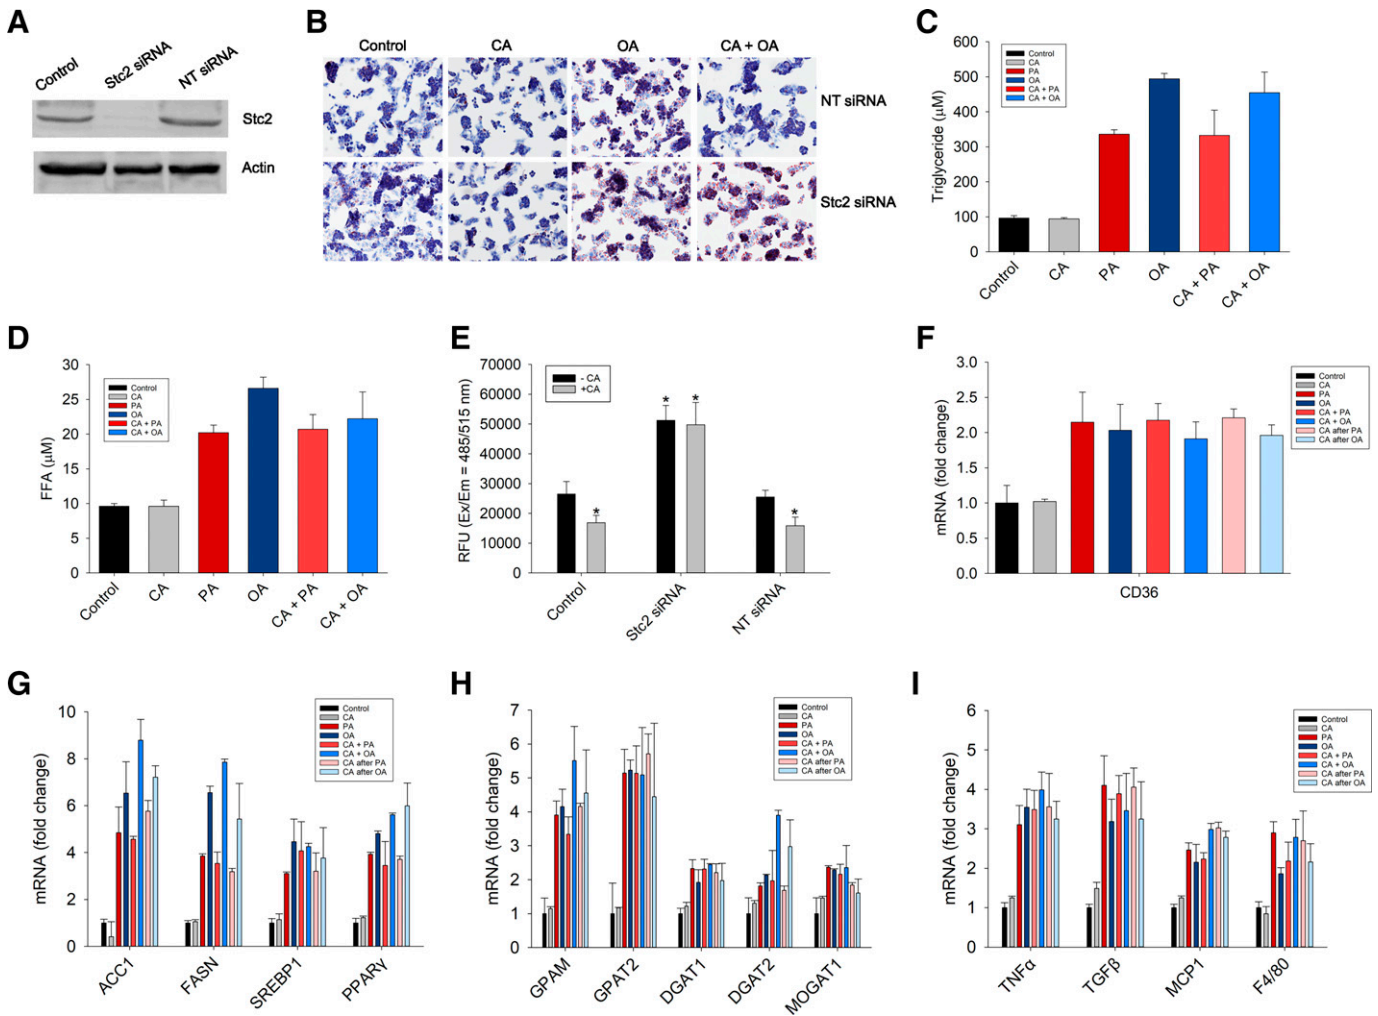 A
Control
Stc2 siRNA
NT siRNA
Stc2
Actin
B
Control
CA
OA
CA + OA
NT siRNA
Stc2 siRNA
C
600
500
400
300
200
100
0
Triglyceride (μM)
Control
CA
PA
OA
CA + PA
CA + OA
Control
CA
PA
OA
CA + PA
CA + OA
D
30
25
20
15
10
5
0
FFA (μM)
Control
CA
PA
OA
CA + PA
CA + OA
Control
CA
PA
OA
CA + PA
CA + OA
E
70000
60000
50000
40000
30000
20000
10000
0
RFU (Ex/Em = 485/515 nm)
- CA
+CA
*
* *
*
Control
Stc2 siRNA
NT siRNA
F
3.0
2.5
2.0
1.5
1.0
0.5
0.0
mRNA (fold change)
Control
CA
PA
OA
CA + PA
CA + OA
CA after PA
CA after OA
CD36
G
10
8
6
4
2
0
mRNA (fold change)
Control
CA
PA
OA
CA + PA
CA + OA
CA after PA
CA after OA
ACC1
FASN
SREBP1
PPARγ
H
7
6
5
4
3
2
1
0
mRNA (fold change)
Control
CA
PA
OA
CA + PA
CA + OA
CA after PA
CA after OA
GPAM
GPAT2
DGAT1
DGAT2
MOGAT1
I
6
5
4
3
2
1
0
mRNA (fold change)
Control
CA
PA
OA
CA + PA
CA + OA
CA after PA
CA after OA
TNFα
TGFβ
MCP1
F4/80